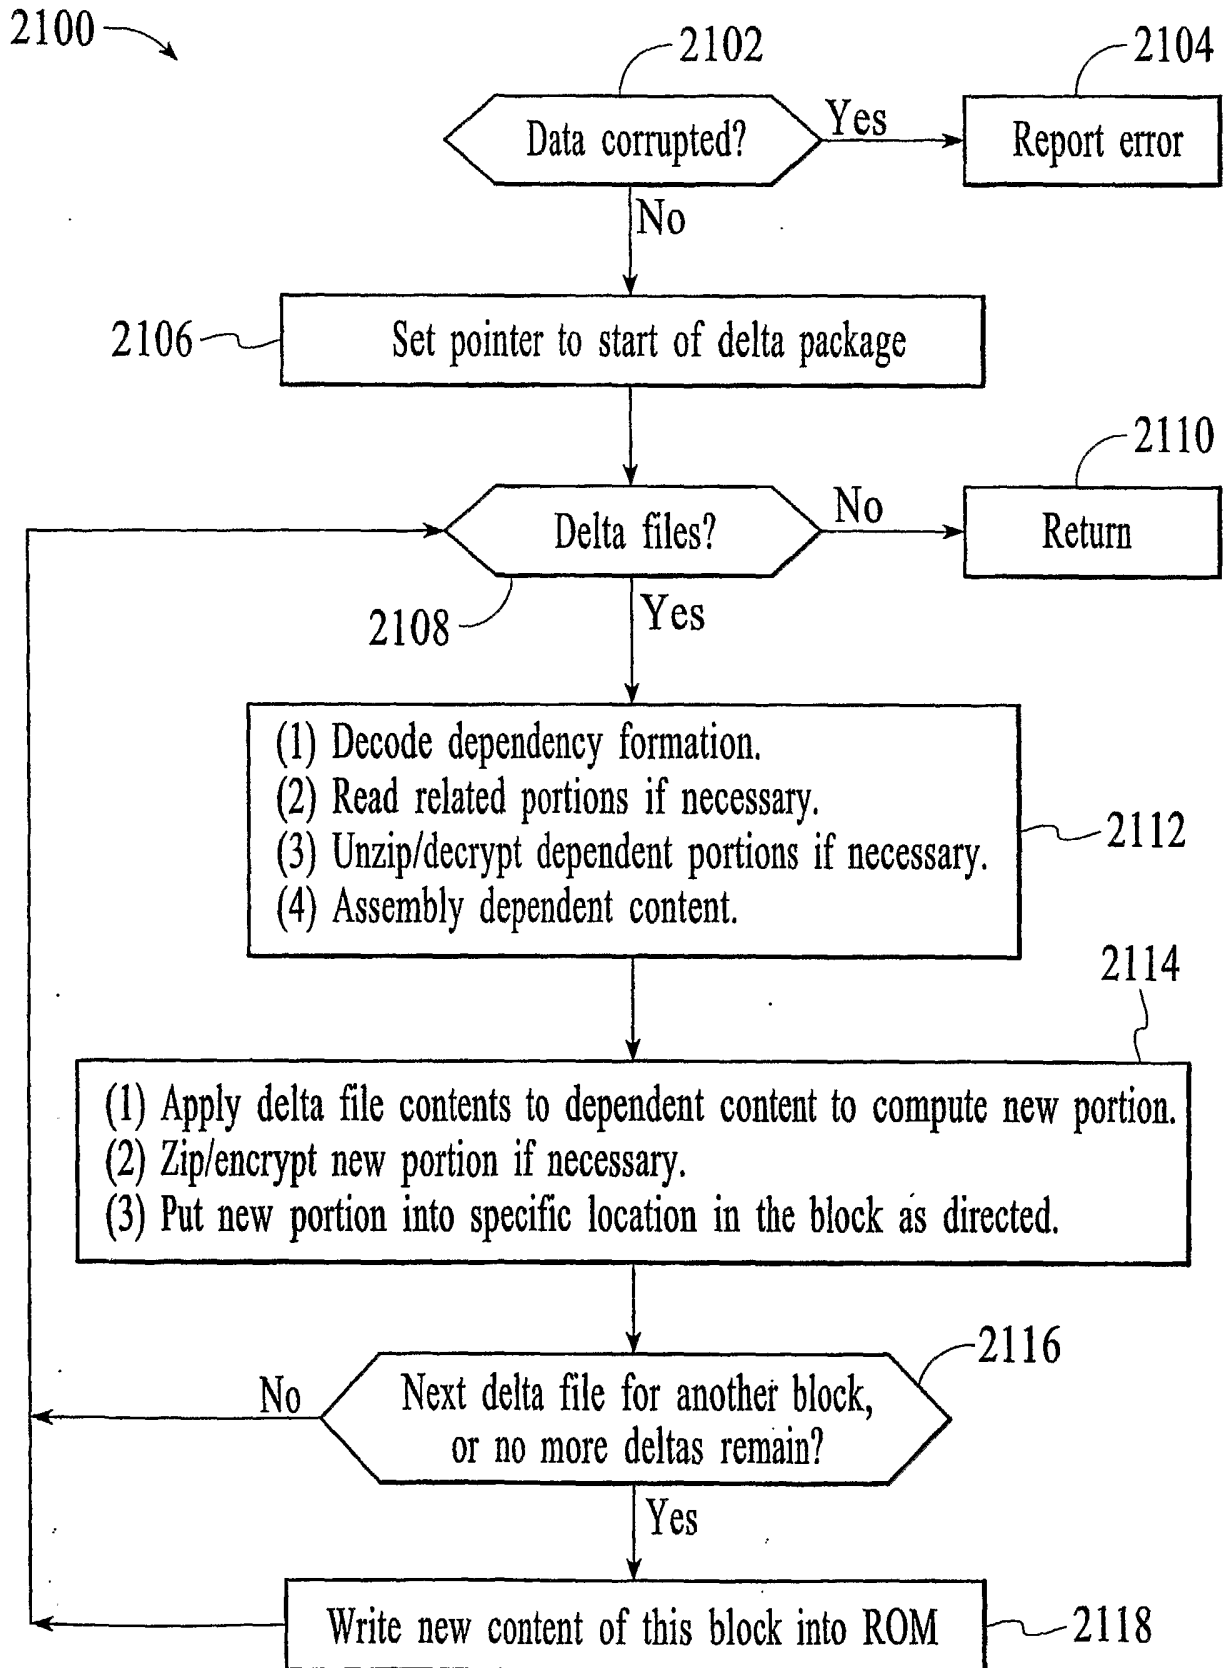 2100
2102
2104
Data corrupted?
Yes
Report error
No
2106
Set pointer to start of delta package
2110
Delta files?
No
Return
2108
Yes
(1) Decode dependency formation.
(2) Read related portions if necessary.
(3) Unzip/decrypt dependent portions if necessary.
(4) Assembly dependent content.
2112
2114
(1) Apply delta file contents to dependent content to compute new portion.
(2) Zip/encrypt new portion if necessary.
(3) Put new portion into specific location in the block as directed.
2116
No
Next delta file for another block,
or no more deltas remain?
Yes
Write new content of this block into ROM
2118